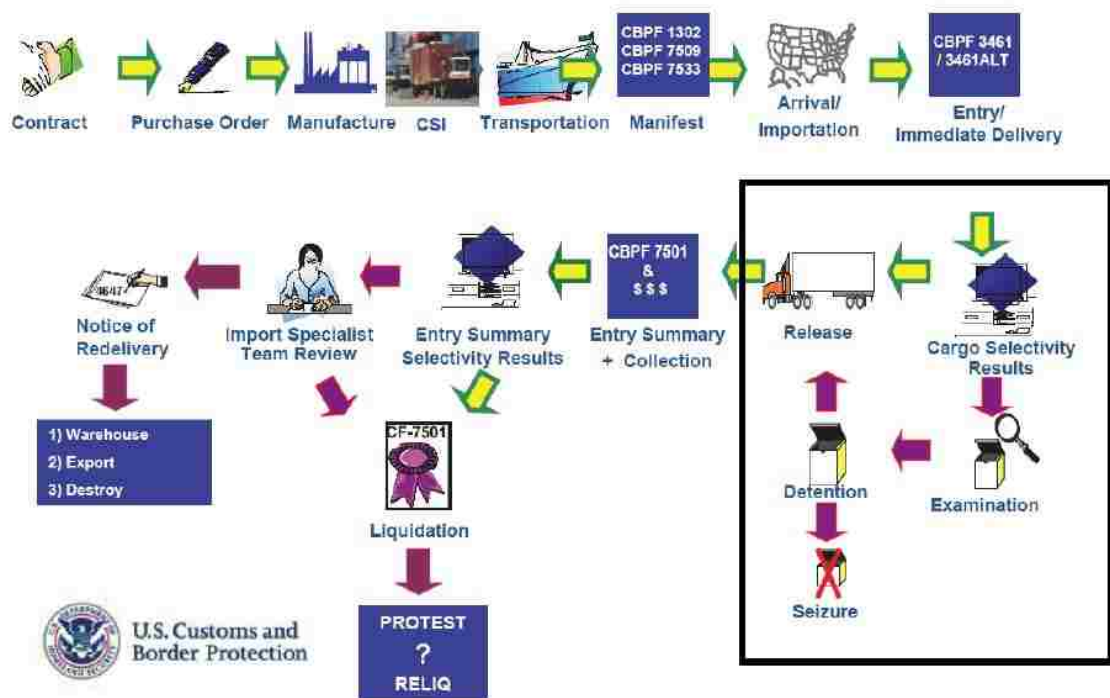 CBPF 1302
CBPF 7509
CBPF 7533
CBPF 3461
/ 3461ALT
Contract
Purchase Order
Manufacture
CSI
Transportation
Manifest
Arrival/
Importation
Entry/
Immediate Delivery
4647
Notice of
Redelivery
Import Specialist
Team Review
Entry Summary
Selectivity Results
CBPF 7501
&
$ $ $
Entry Summary
+ Collection
Release
Cargo Selectivity
Results
1) Warehouse
2) Export
3) Destroy
CF-7501
Liquidation
Detention
Examination
Seizure
PROTEST
?
RELIQ
U.S. Customs and
Border Protection